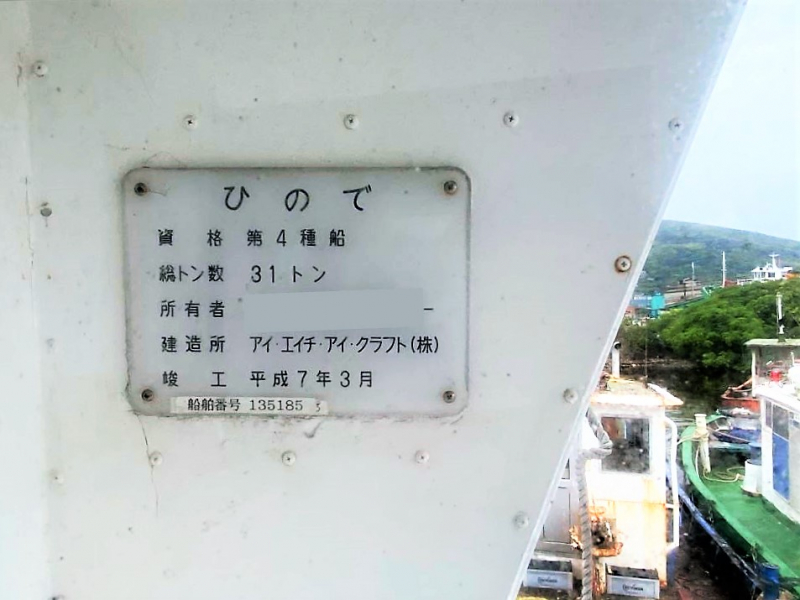 ひ の で
資 格 第 4 種 船
総トン数 31 トン
所有者 ー
建造所 アイ・エイチ・アイ・クラフト(株)
竣 工 平成 7 年 3 月
船舶番号 135185